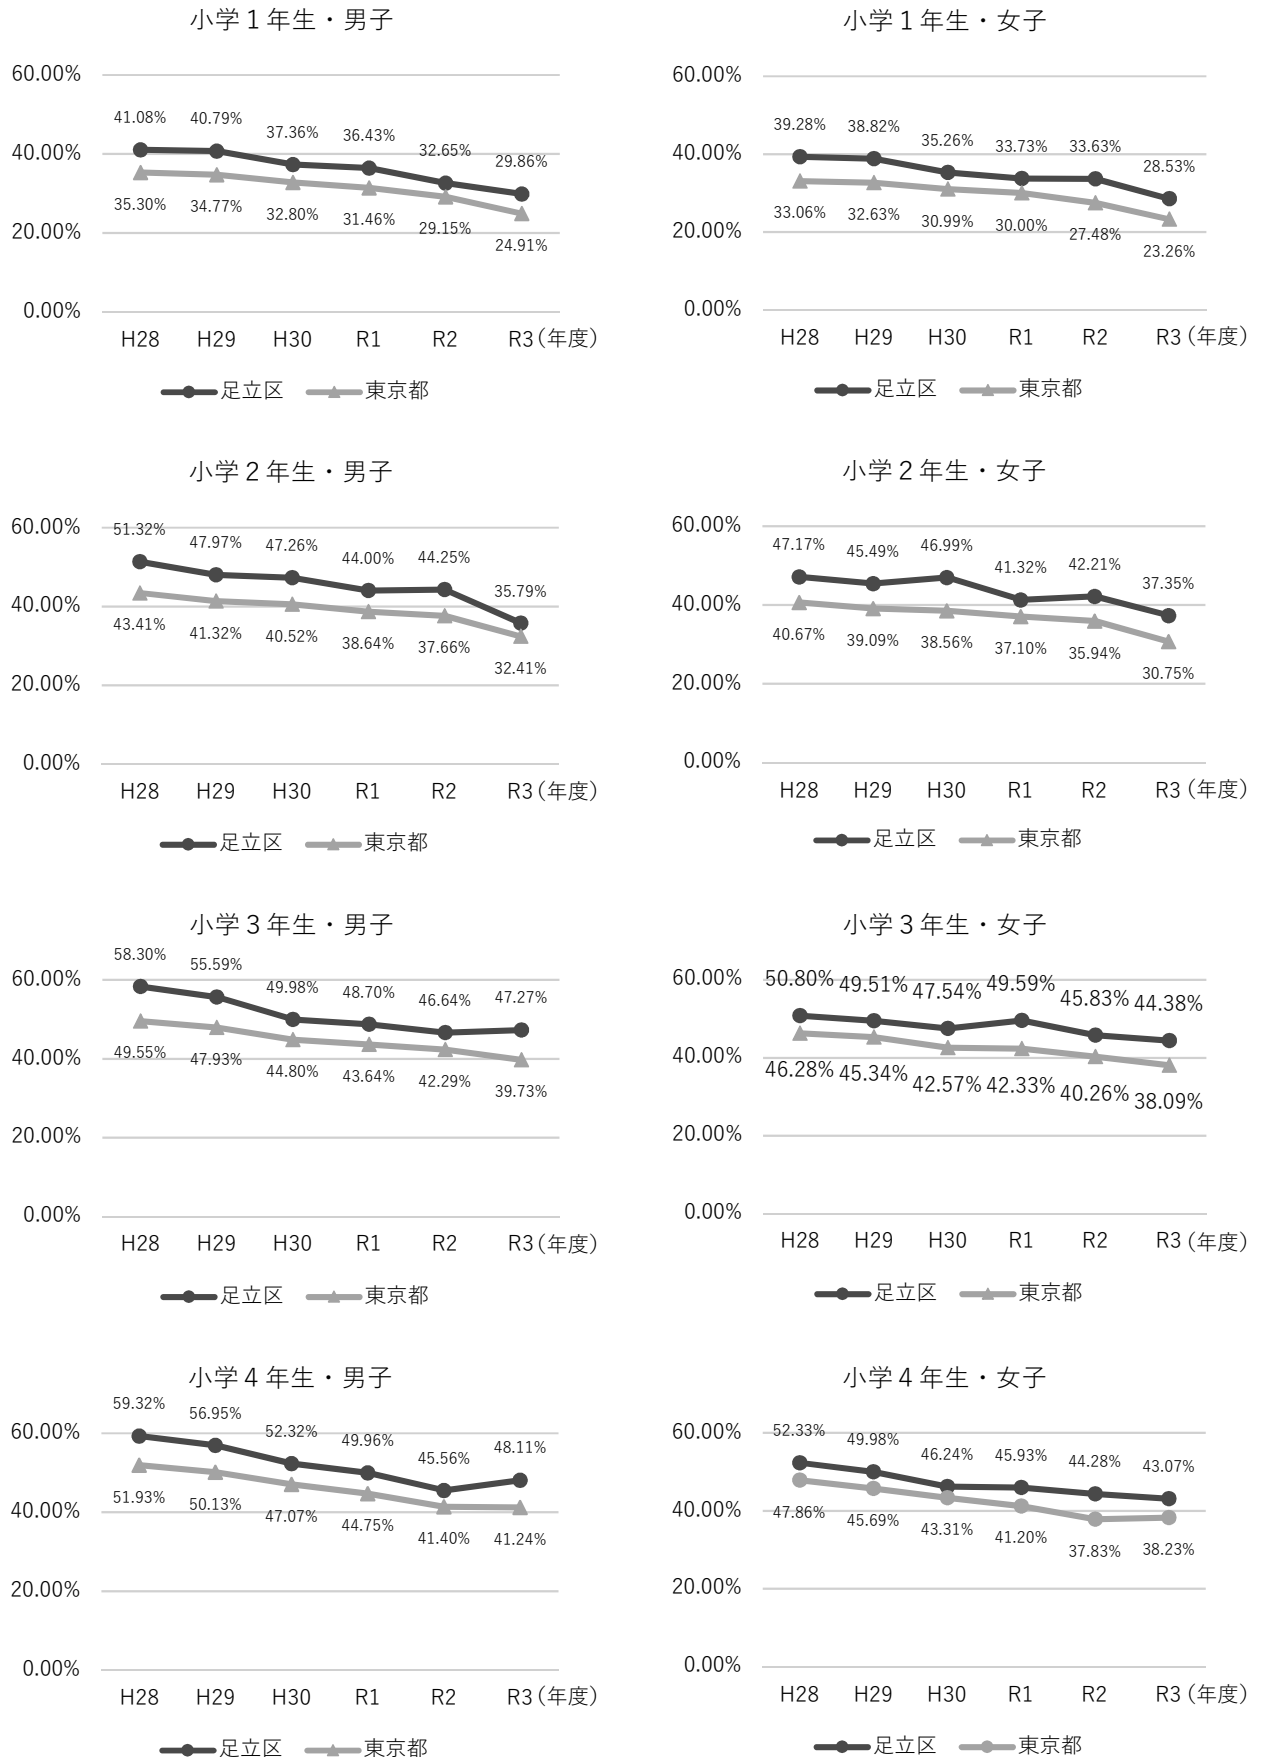 小学１年生・男子
60.00%
40.00%
20.00%
0.00%
41.08% 40.79% 37.36% 36.43% 32.65% 29.86%
35.30% 34.77% 32.80% 31.46% 29.15% 24.91%
H28 H29 H30 R1 R2 R3（年度）
足立区 東京都
小学１年生・女子
60.00%
40.00%
20.00%
0.00%
39.28% 38.82% 35.26% 33.73% 33.63% 28.53%
33.06% 32.63% 30.99% 30.00% 27.48% 23.26%
H28 H29 H30 R1 R2 R3（年度）
足立区 東京都
小学２年生・男子
60.00%
40.00%
20.00%
0.00%
51.32% 47.97% 47.26% 44.00% 44.25% 35.79%
43.41% 41.32% 40.52% 38.64% 37.66% 32.41%
H28 H29 H30 R1 R2 R3（年度）
足立区 東京都
小学２年生・女子
60.00%
40.00%
20.00%
0.00%
47.17% 45.49% 46.99% 41.32% 42.21% 37.35%
40.67% 39.09% 38.56% 37.10% 35.94% 30.75%
H28 H29 H30 R1 R2 R3（年度）
足立区 東京都
小学３年生・男子
60.00%
40.00%
20.00%
0.00%
58.30% 55.59% 49.98% 48.70% 46.64% 47.27%
49.55% 47.93% 44.80% 43.64% 42.29% 39.73%
H28 H29 H30 R1 R2 R3（年度）
足立区 東京都
小学３年生・女子
60.00%
40.00%
20.00%
0.00%
50.80% 49.51% 47.54% 49.59% 45.83% 44.38%
46.28% 45.34% 42.57% 42.33% 40.26% 38.09%
H28 H29 H30 R1 R2 R3（年度）
足立区 東京都
小学４年生・男子
60.00%
40.00%
20.00%
0.00%
59.32% 56.95% 52.32% 49.96% 45.56% 48.11%
51.93% 50.13% 47.07% 44.75% 41.40% 41.24%
H28 H29 H30 R1 R2 R3（年度）
足立区 東京都
小学４年生・女子
60.00%
40.00%
20.00%
0.00%
52.33% 49.98% 46.24% 45.93% 44.28% 43.07%
47.86% 45.69% 43.31% 41.20% 37.83% 38.23%
H28 H29 H30 R1 R2 R3（年度）
足立区 東京都